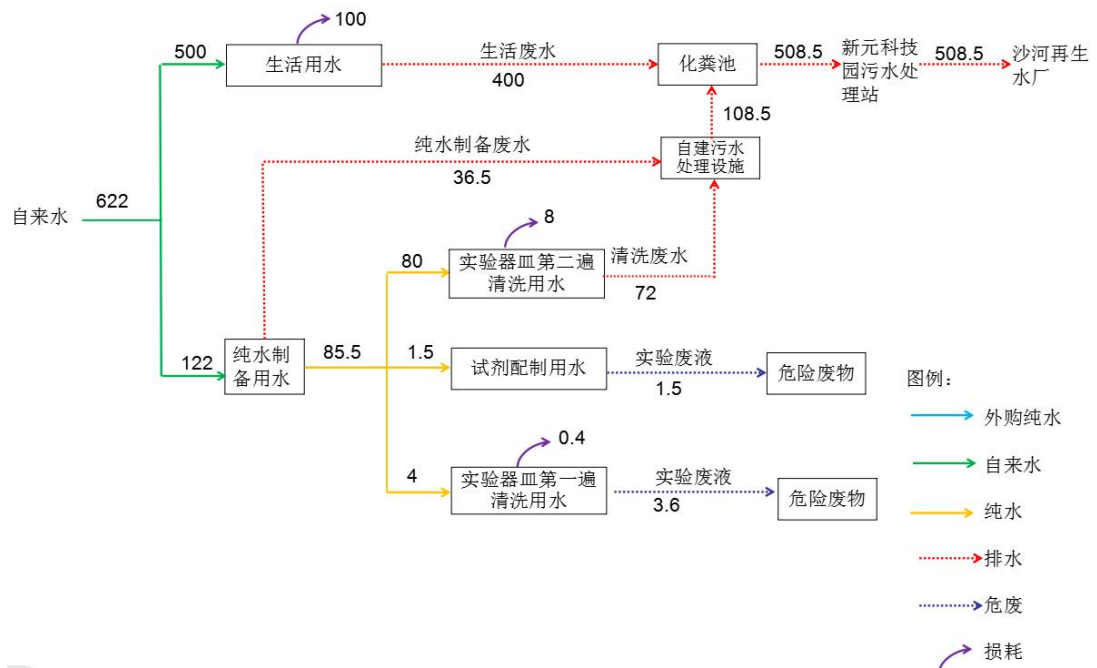 100
500
生活用水
生活废水
400
化粪池
508.5
新元科技
园污水处
理站
508.5
沙河再生
水厂
108.5
纯水制备废水
36.5
自建污水
处理设施
自来水
622
8
80
实验器皿第二遍
清洗用水
清洗废水
72
122
纯水制
备用水
85.5
1.5
试剂配制用水
实验废液
1.5
危险废物
0.4
4
实验器皿第一遍
清洗用水
实验废液
3.6
危险废物
图例：
外购纯水
自来水
纯水
排水
危废
损耗